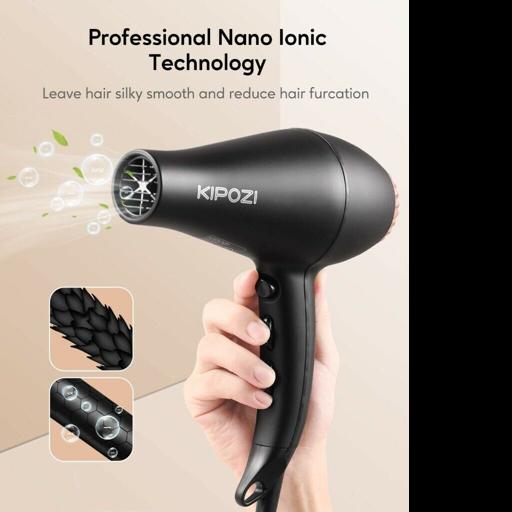 Professional Nano Ionic
Technology
Leave hair silky smooth and reduce hair furcation
KIPOZI